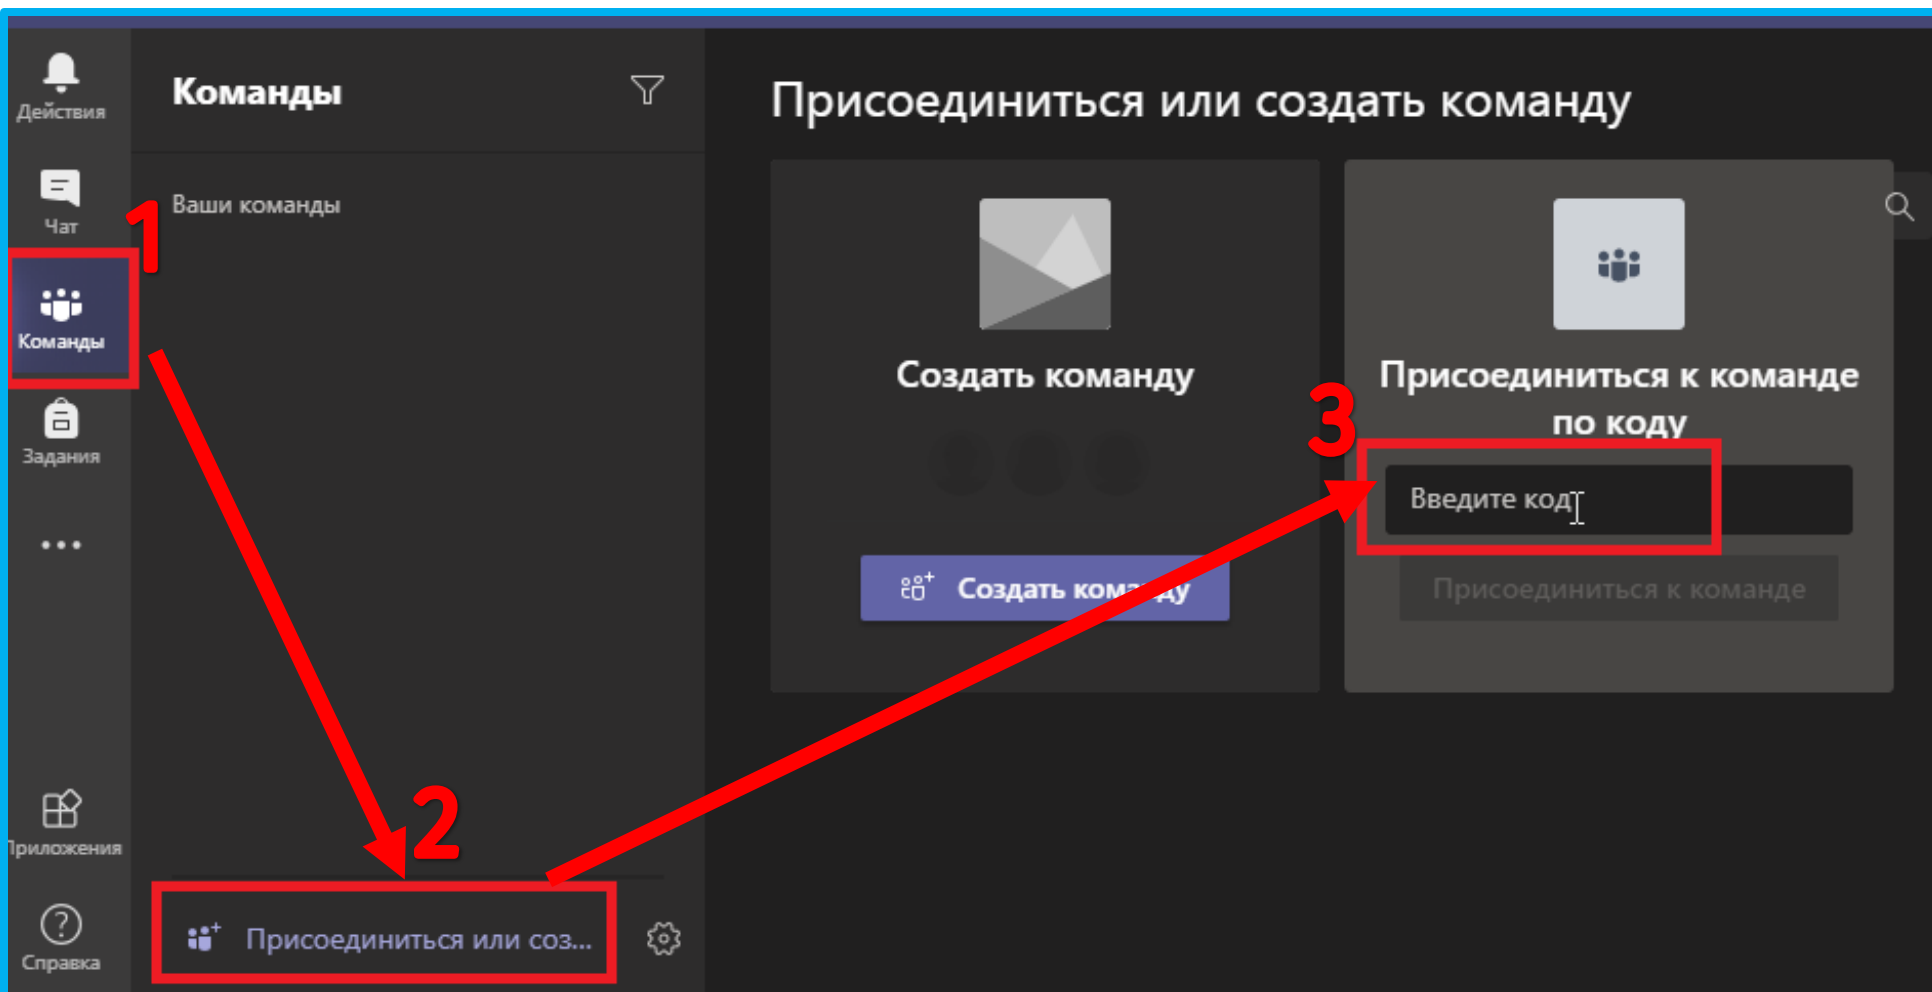 Действия
Чат
Команды
Задания
Приложения
Справка
Команды
Ваши команды
Присоединиться или соз...
Присоединиться или создать команду
Создать команду
Создать команду
Присоединиться к команде
по коду
Введите код
Присоединиться к команде
1
2
3